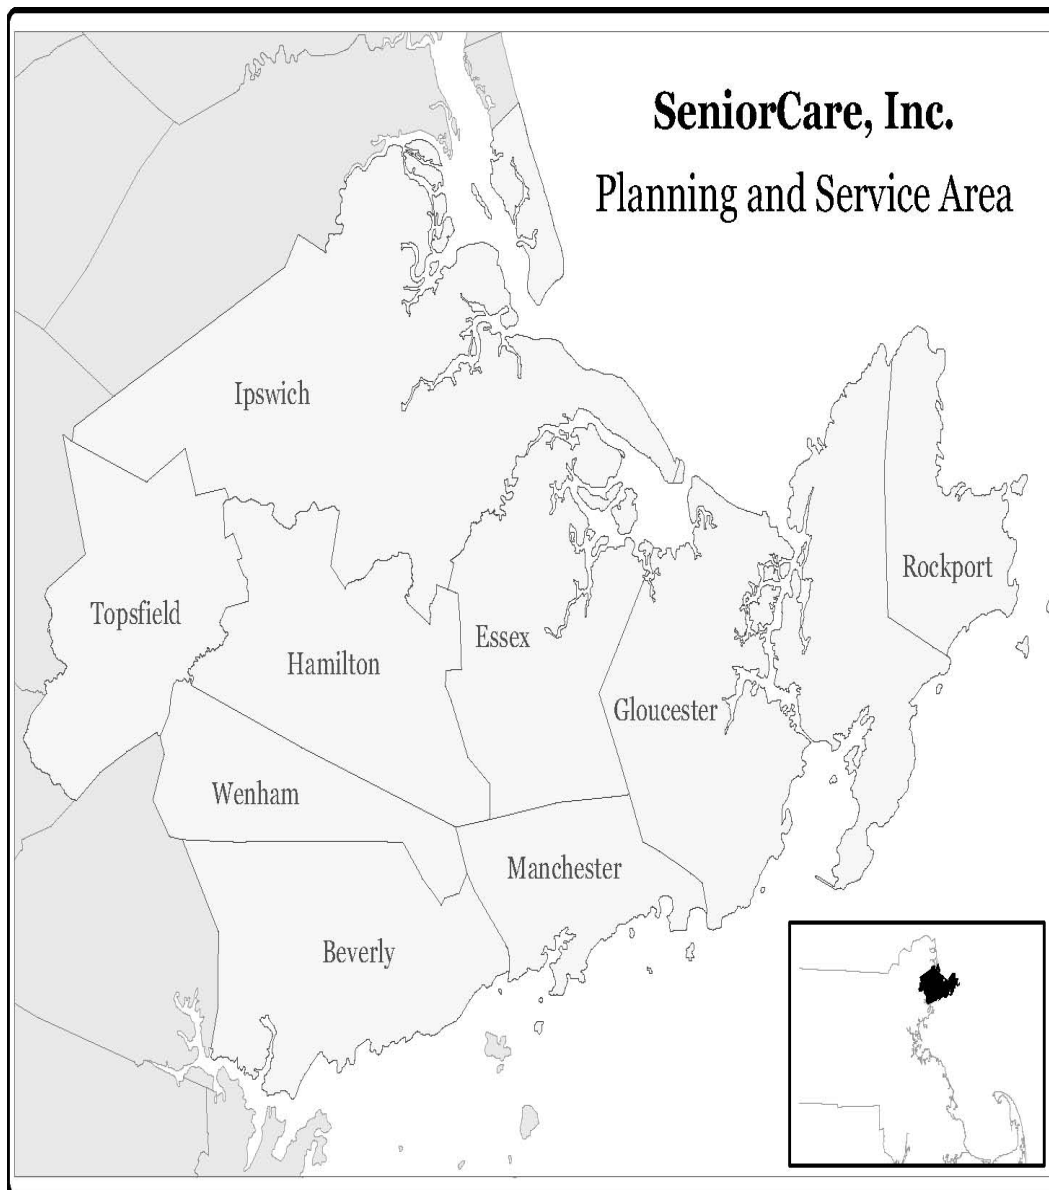 SeniorCare, Inc.
Planning and Service Area
Ipswich
Rockport
Topsfield
Essex
Hamilton
Gloucester
Wenham
Manchester
Beverly